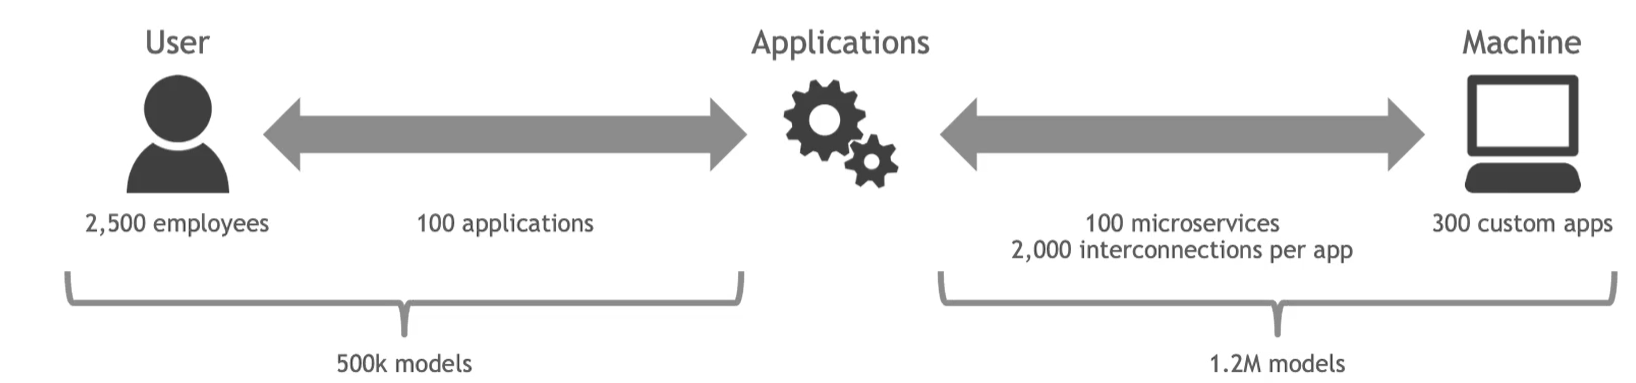 User
Applications
Machine
2,500 employees
100 applications
100 microservices
2,000 interconnections per app
300 custom apps
500k models
1.2M models